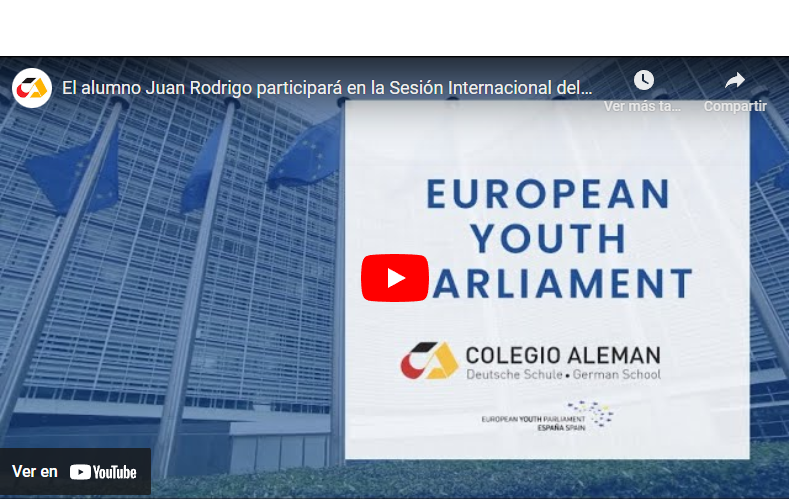 El alumno Juan Rodrigo participará en la Sesión Internacional del...
Ver más ta...
Compartir
EUROPEAN
YOUTH
ARLIAMENT
COLEGIO ALEMAN
Deutsche Schule • German School
EUROPEAN YOUTH PARLIAMENT
ESPAÑA SPAIN
Ver en YouTube